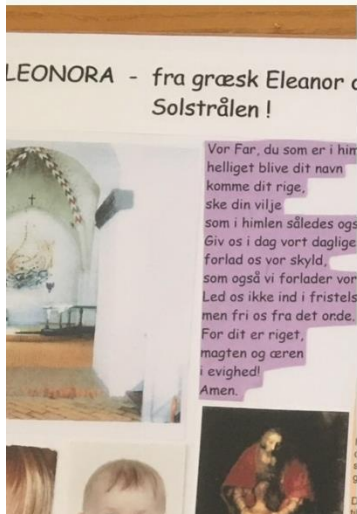 LEONORA - fra græsk Eleanor
Solstrålen !
Vor Far, du som er i him
helliget blive dit navn
komme dit rige,
ske din vilje
som i himlen således ogs
Giv os i dag vort daglige
forlad os vor skyld,
som også vi forlader vor
Led os ikke ind i fristels
men fri os fra det onde.
For dit er riget,
magten og æren
i evighed!
Amen.